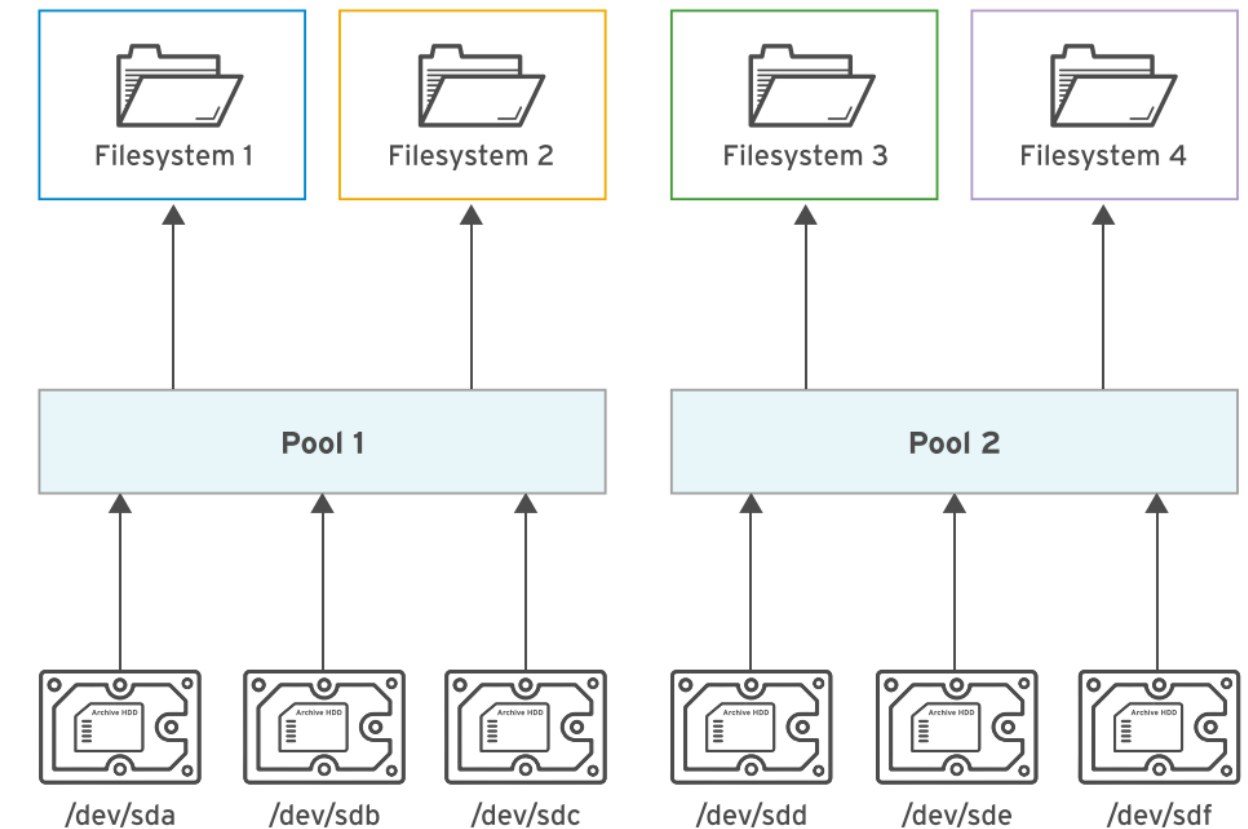 Filesystem 1
Filesystem 2
Filesystem 3
Filesystem 4
Pool 1
Pool 2
Archive HDD
Archive HDD
Archive HDD
Archive HDD
Archive HDD
Archive HDD
/dev/sda
/dev/sdb
/dev/sdc
/dev/sdd
/dev/sde
/dev/sdf